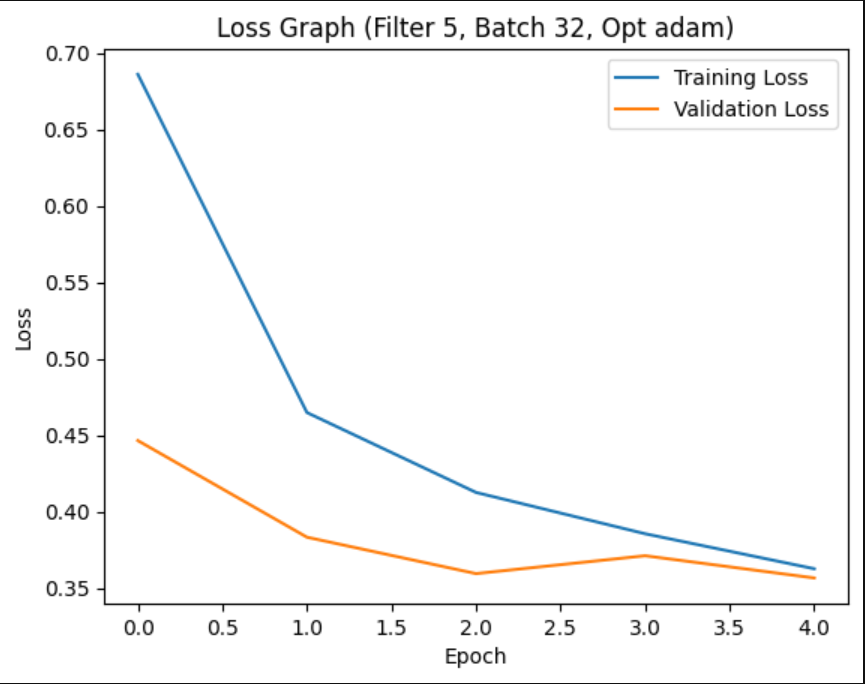 Loss Graph (Filter 5, Batch 32, Opt adam)
Training Loss
Validation Loss
0.70
0.65
0.60
0.55
0.50
0.45
0.40
0.35
Loss
0.0 0.5 1.0 1.5 2.0 2.5 3.0 3.5 4.0
Epoch